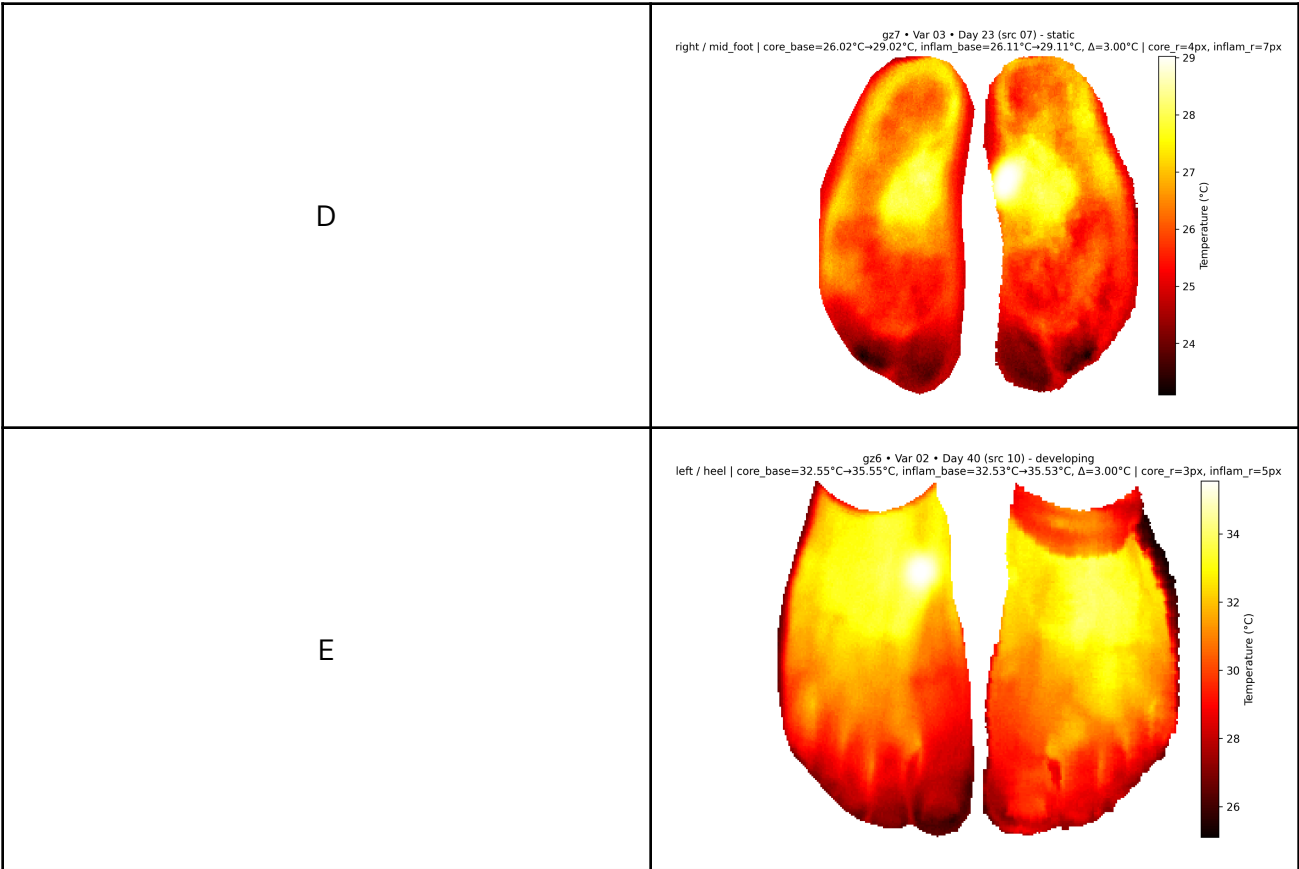 D
gz7 • Var 03 • Day 23 (src 07) - static
right / mid_foot | core_base=26.02°C→29.02°C, inflam_base=26.11°C→29.11°C, Δ=3.00°C | core_r=4px, inflam_r=7px
29
28
27
26
25
24
Temperature (°C)
E
gz6 • Var 02 • Day 40 (src 10) - developing
left / heel | core_base=32.55°C→35.55°C, inflam_base=32.53°C→35.53°C, Δ=3.00°C | core_r=3px, inflam_r=5px
34
32
30
28
26
Temperature (°C)